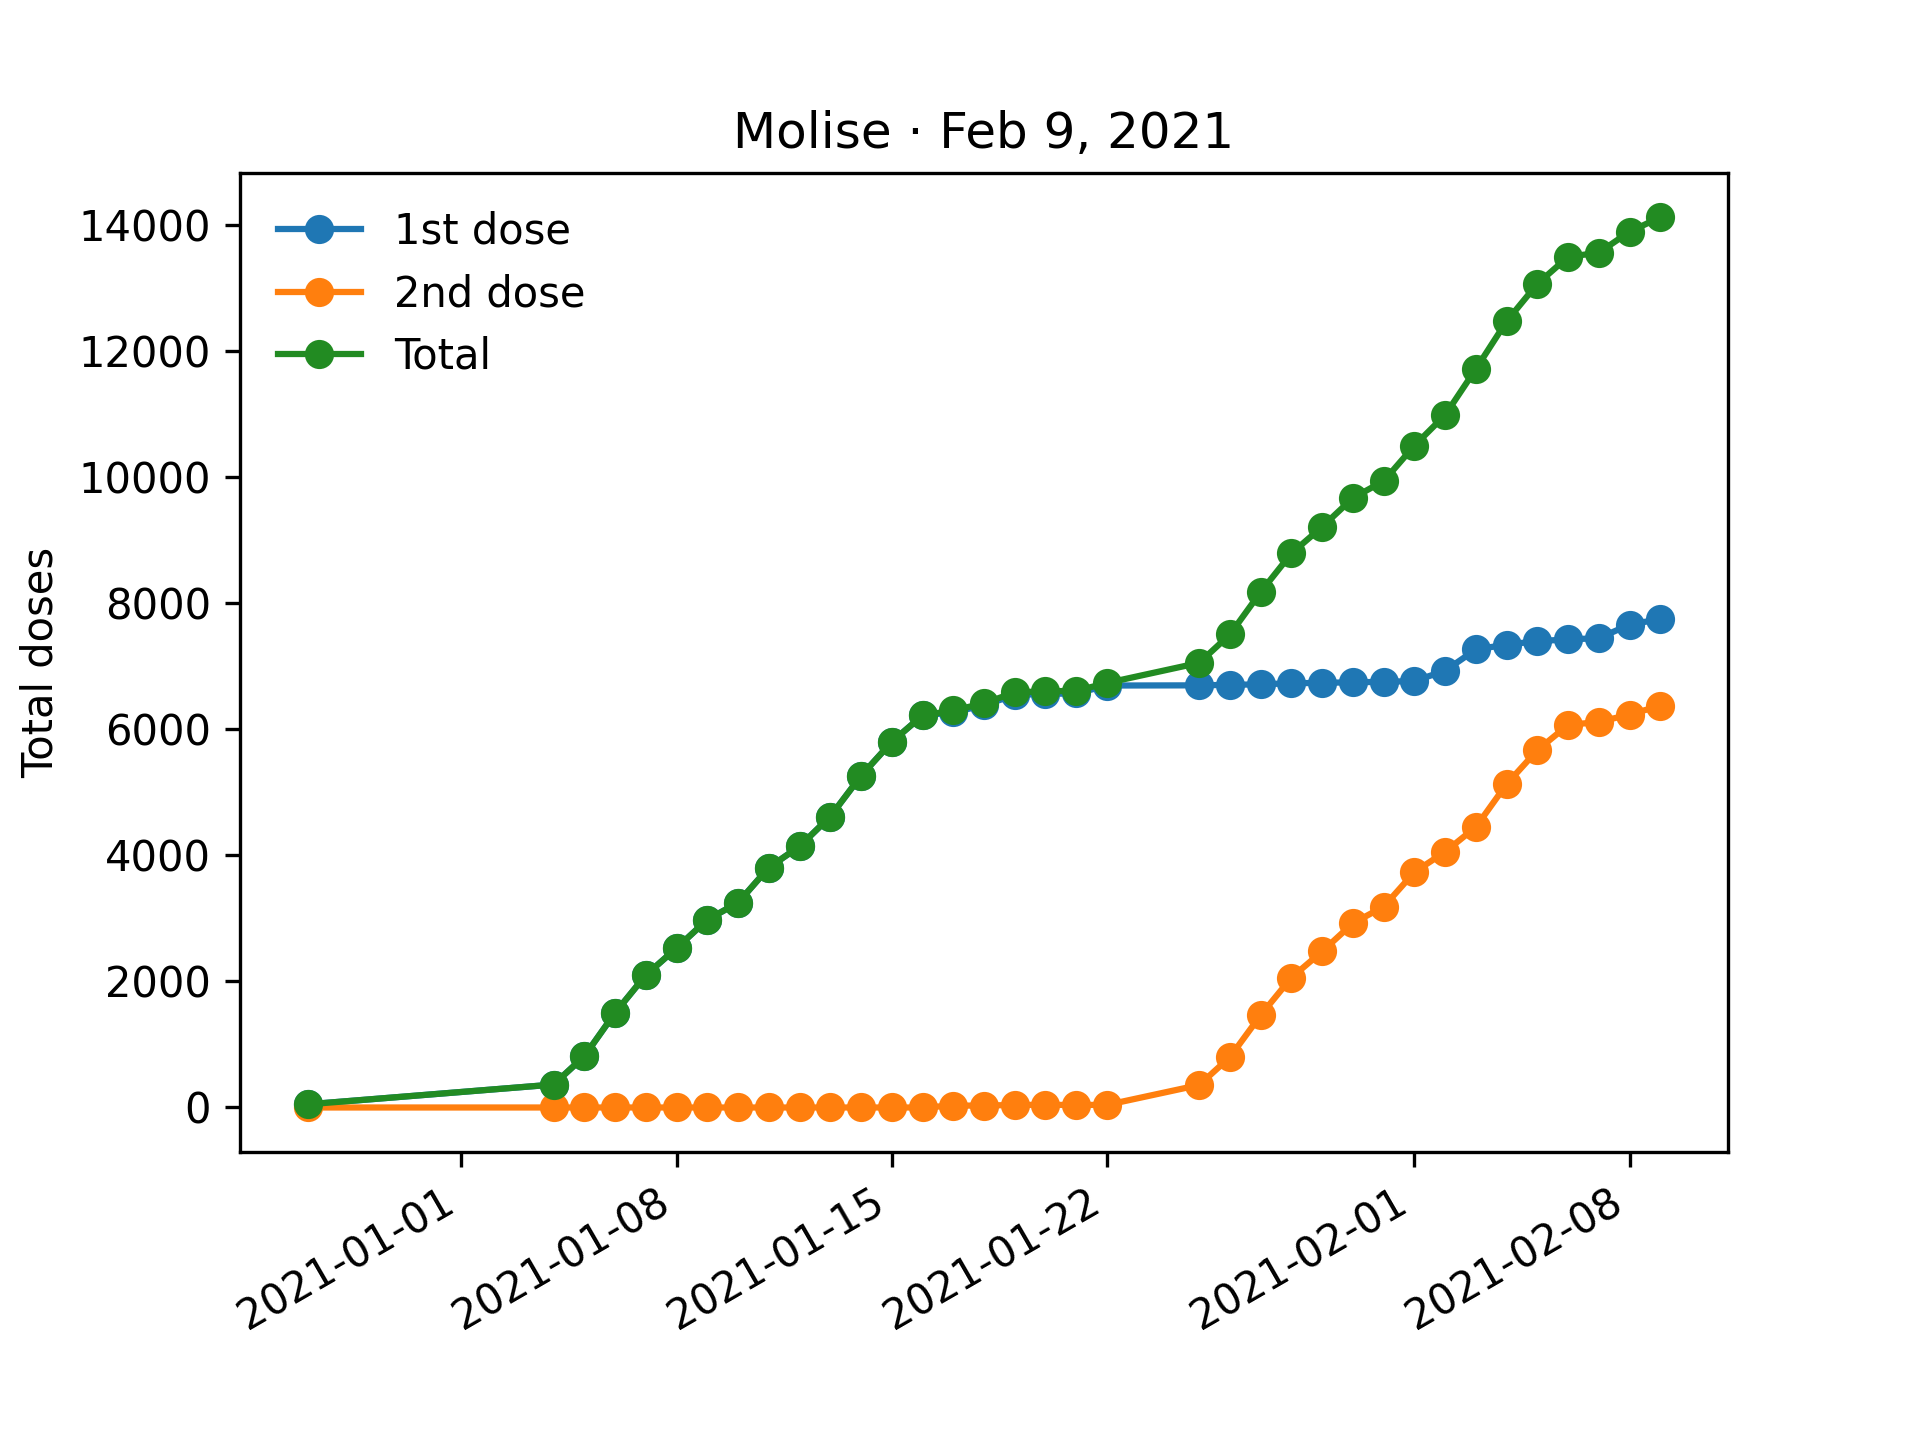 Molise · Feb 9, 2021
14000
12000
10000
8000
6000
4000
2000
0
Total doses
1st dose
2nd dose
Total
2021-01-01
2021-01-08
2021-01-15
2021-01-22
2021-02-01
2021-02-08